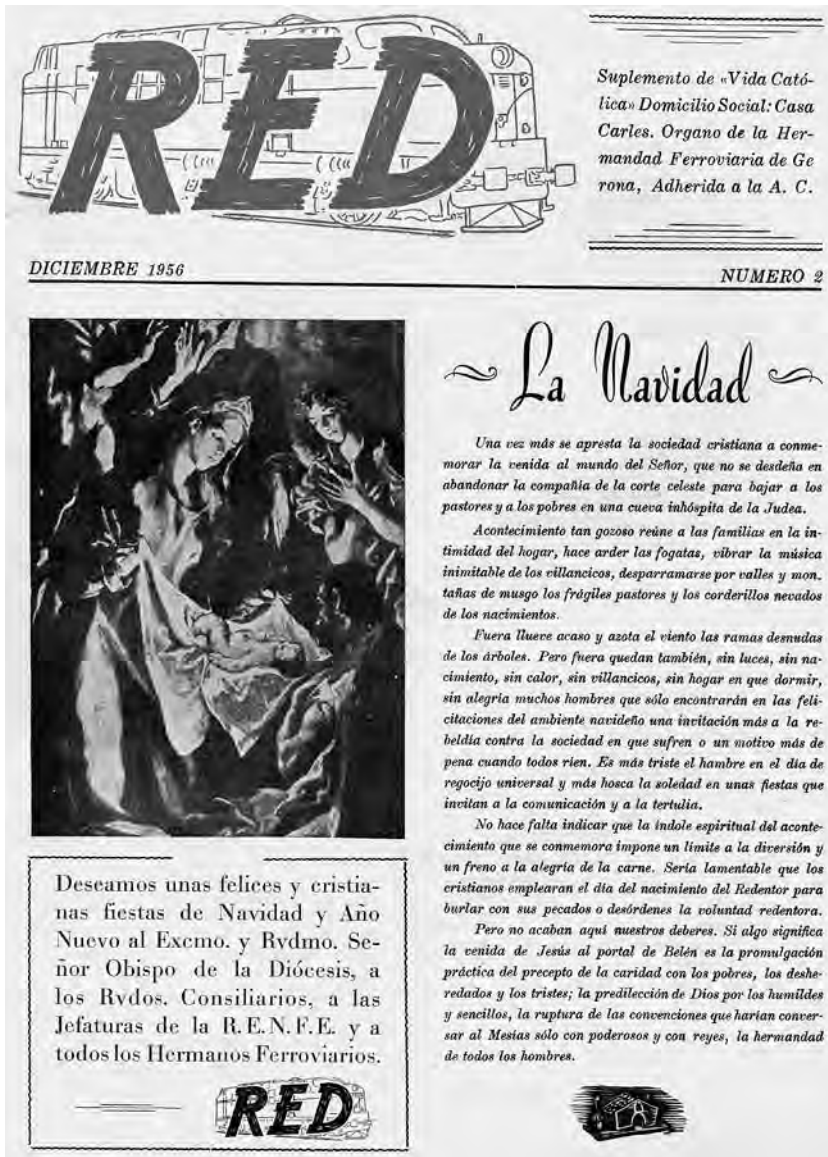 RED
Suplemento de «Vida Cató-
lica» Domicilio Social: Casa
Carles. Organo de la Her-
mandad Ferroviaria de Ge
rona, Adherida a la A. C.
DICIEMBRE 1956
NUMERO 2
La Navidad
Una vez más se apresta la sociedad cristiana a conme-
morar la venida al mundo del Señor, que no se desdeña en
abandonar la compañía de la corte celeste para bajar a los
pastores y a los pobres en una cueva inhóspita de la Judea.
Acontecimiento tan gozoso reúne a las familias en la in-
timidad del hogar, hace arder las fogatas, vibrar la música
inimitable de los villancicos, desparramarse por valles y mon.
tañas de musgo los frágiles pastores y los corderillos nevados
de los nacimientos.
Fuera llueve acaso y azota el viento las ramas desnudas
de los árboles. Pero fuera quedan también, sin luces, sin na-
cimiento, sin calor, sin villancicos, sin hogar en que dormir,
sin alegría muchos hombres que sólo encontrarán en las feli-
citaciones del ambiente navideño una invitación más a la re-
beldía contra la sociedad en que sufren o un motivo más de
pena cuando todos ríen. Es más triste el hambre en el día de
regocijo universal y más hosca la soledad en unas fiestas que
invitan a la comunicación y a la tertulia.
No hace falta indicar que la índole espiritual del aconte-
cimiento que se conmemora impone un límite a la diversión y
un freno a la alegría de la carne. Sería lamentable que los
cristianos emplearan el día del nacimiento del Redentor para
burlar con sus pecados o desórdenes la voluntad redentora.
Pero no acaban aquí nuestros deberes. Si algo significa
la venida de Jesús al portal de Belén es la promulgación
práctica del precepto de la caridad con los pobres, los deshe-
redados y los tristes; la predilección de Dios por los humildes
y sencillos, la ruptura de las convenciones que harían conver-
sar al Mesías sólo con poderosos y con reyes, la hermandad
de todos los hombres.
Deseamos unas felices y cristia-
nas fiestas de Navidad y Año
Nuevo al Excmo. y Rvdmo. Se-
ñor Obispo de la Diócesis, a
los Rvdos. Consiliarios, a las
Jefaturas de la R.E.N.F.E. y a
todos los Hermanos Ferroviarios.
RED